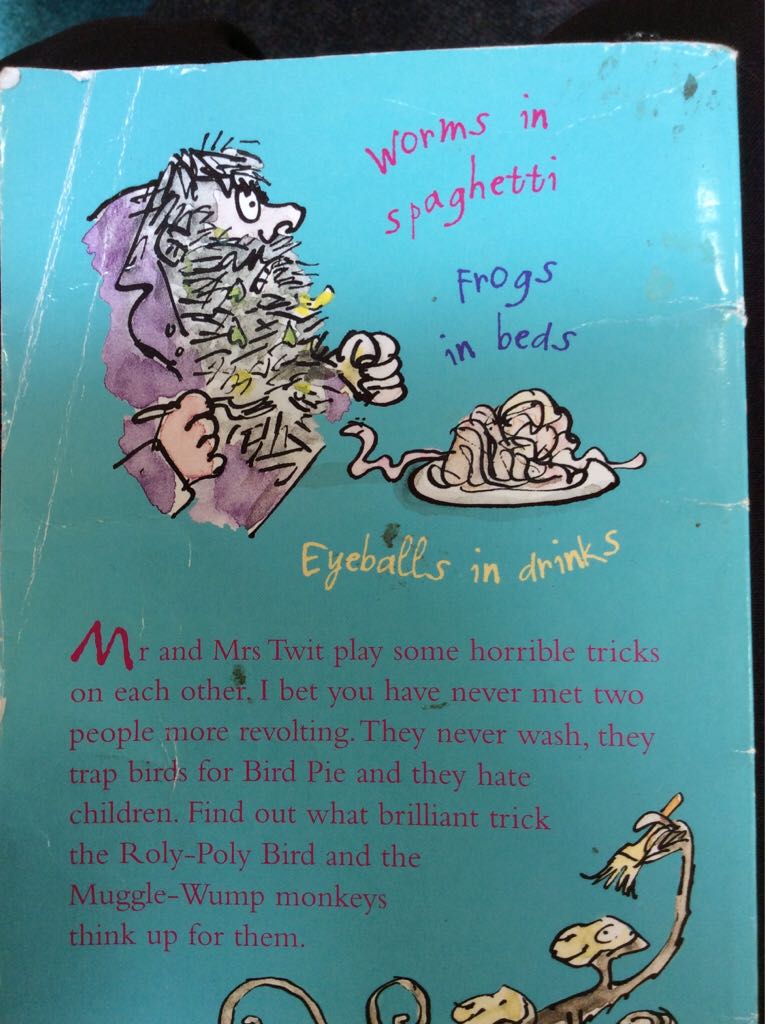 Worms in
spaghetti
Frogs
in beds
Eyeballs in drinks
Mr and Mrs Twit play some horrible tricks
on each other. I bet you have never met two
people more revolting. They never wash, they
trap birds for Bird Pie and they hate
children. Find out what brilliant trick
the Roly-Poly Bird and the
Muggle-Wump monkeys
think up for them.